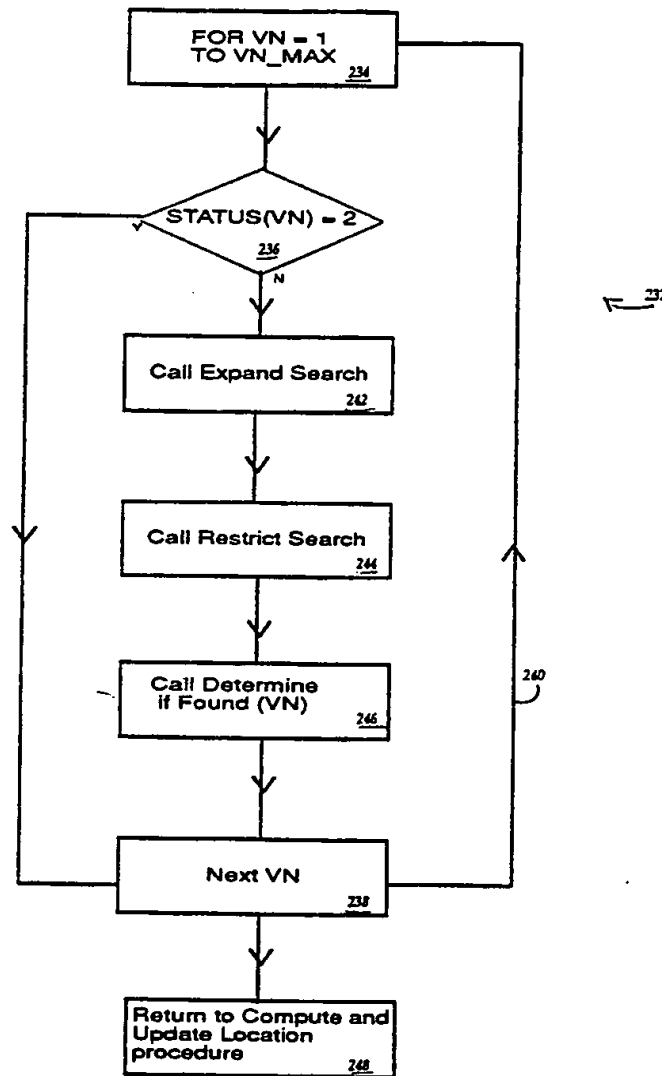 FOR VN = 1
TO VN_MAX
234
STATUS(VN) = 2
236
Y
N
232
Call Expand Search
242
Call Restrict Search
244
Call Determine
if Found (VN)
246
240
Next VN
238
Return to Compute and
Update Location
procedure
248